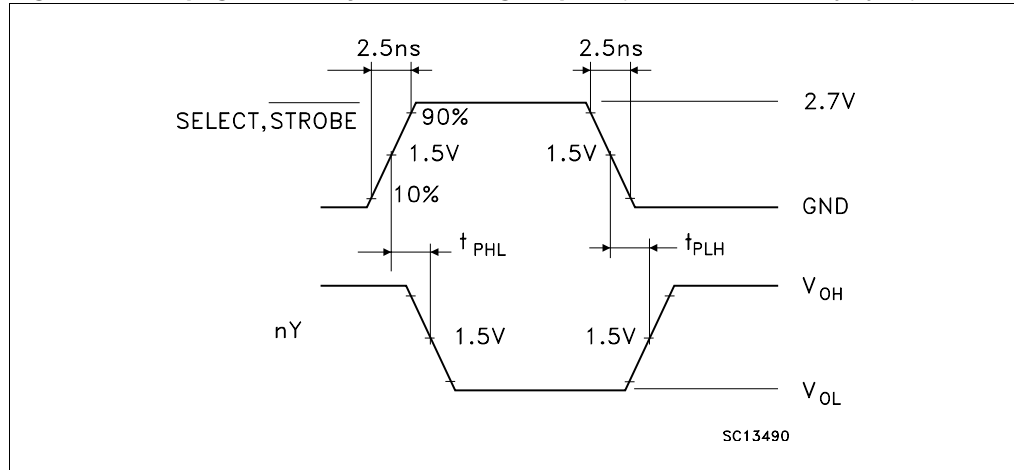 2.5ns 2.5ns
SELECT,STROBE 90% 2.7V
1.5V 1.5V
10% GND
tPHL tPLH
VOH
nY 1.5V 1.5V
VOL
SC13490